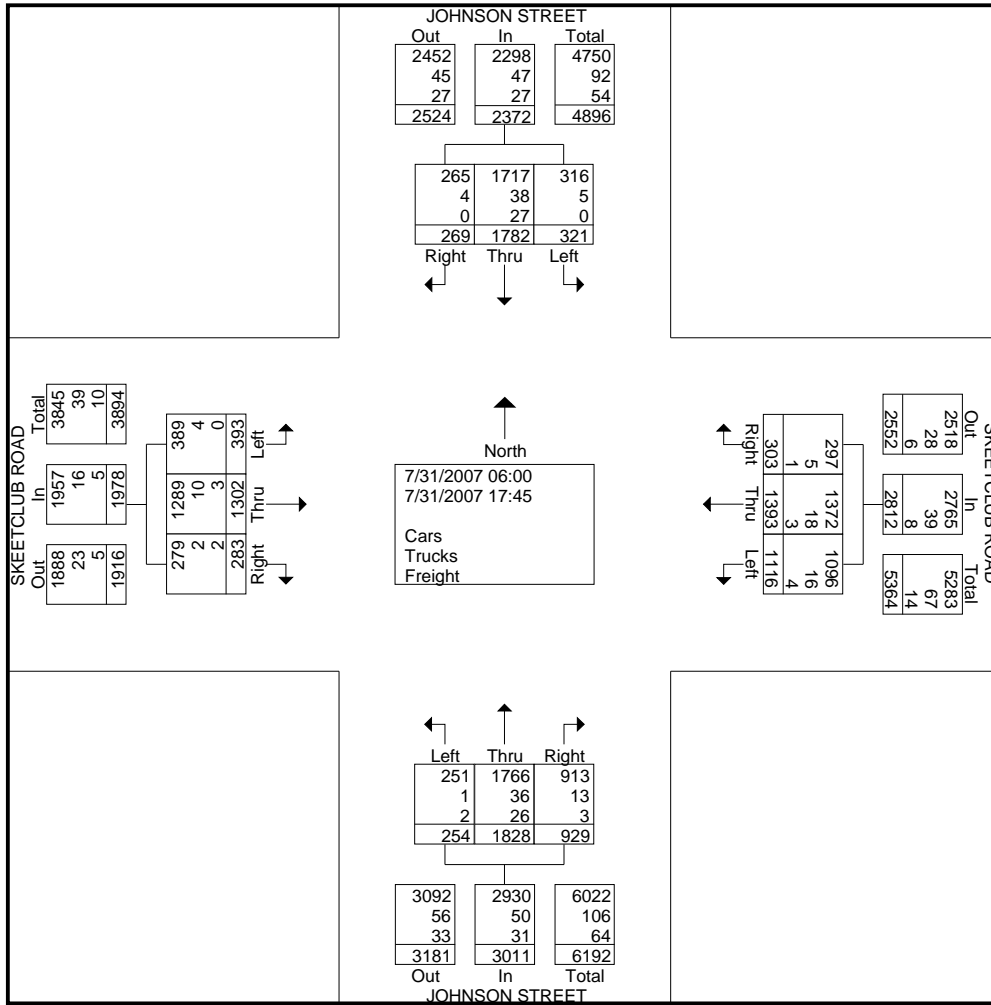 JOHNSON STREET
Out In Total
2452 2298 4750
45 47 92
27 27 54
2524 2372 4896
265 1717 316
4 38 5
0 27 0
269 1782 321
Right Thru Left
SKEETCLUB ROAD
Total
3845 39 10 3894
In
1957 16 5 1978
Out
1888 23 5 1916
389 4 0 393
Left
1289 10 3 1302
Thru
279 2 2 283
Right
North
7/31/2007 06:00
7/31/2007 17:45
Cars
Trucks
Freight
Right
297 5 1 303
Thru
1372 18 3 1393
Left
1096 16 4 1116
SKEETCLUB ROAD
Out
2518 28 6 2552
In
2765 39 8 2812
Total
5283 67 14 5364
Left Thru Right
251 1766 913
1 36 13
2 26 3
254 1828 929
3092 2930 6022
56 50 106
33 31 64
3181 3011 6192
Out In Total
JOHNSON STREET